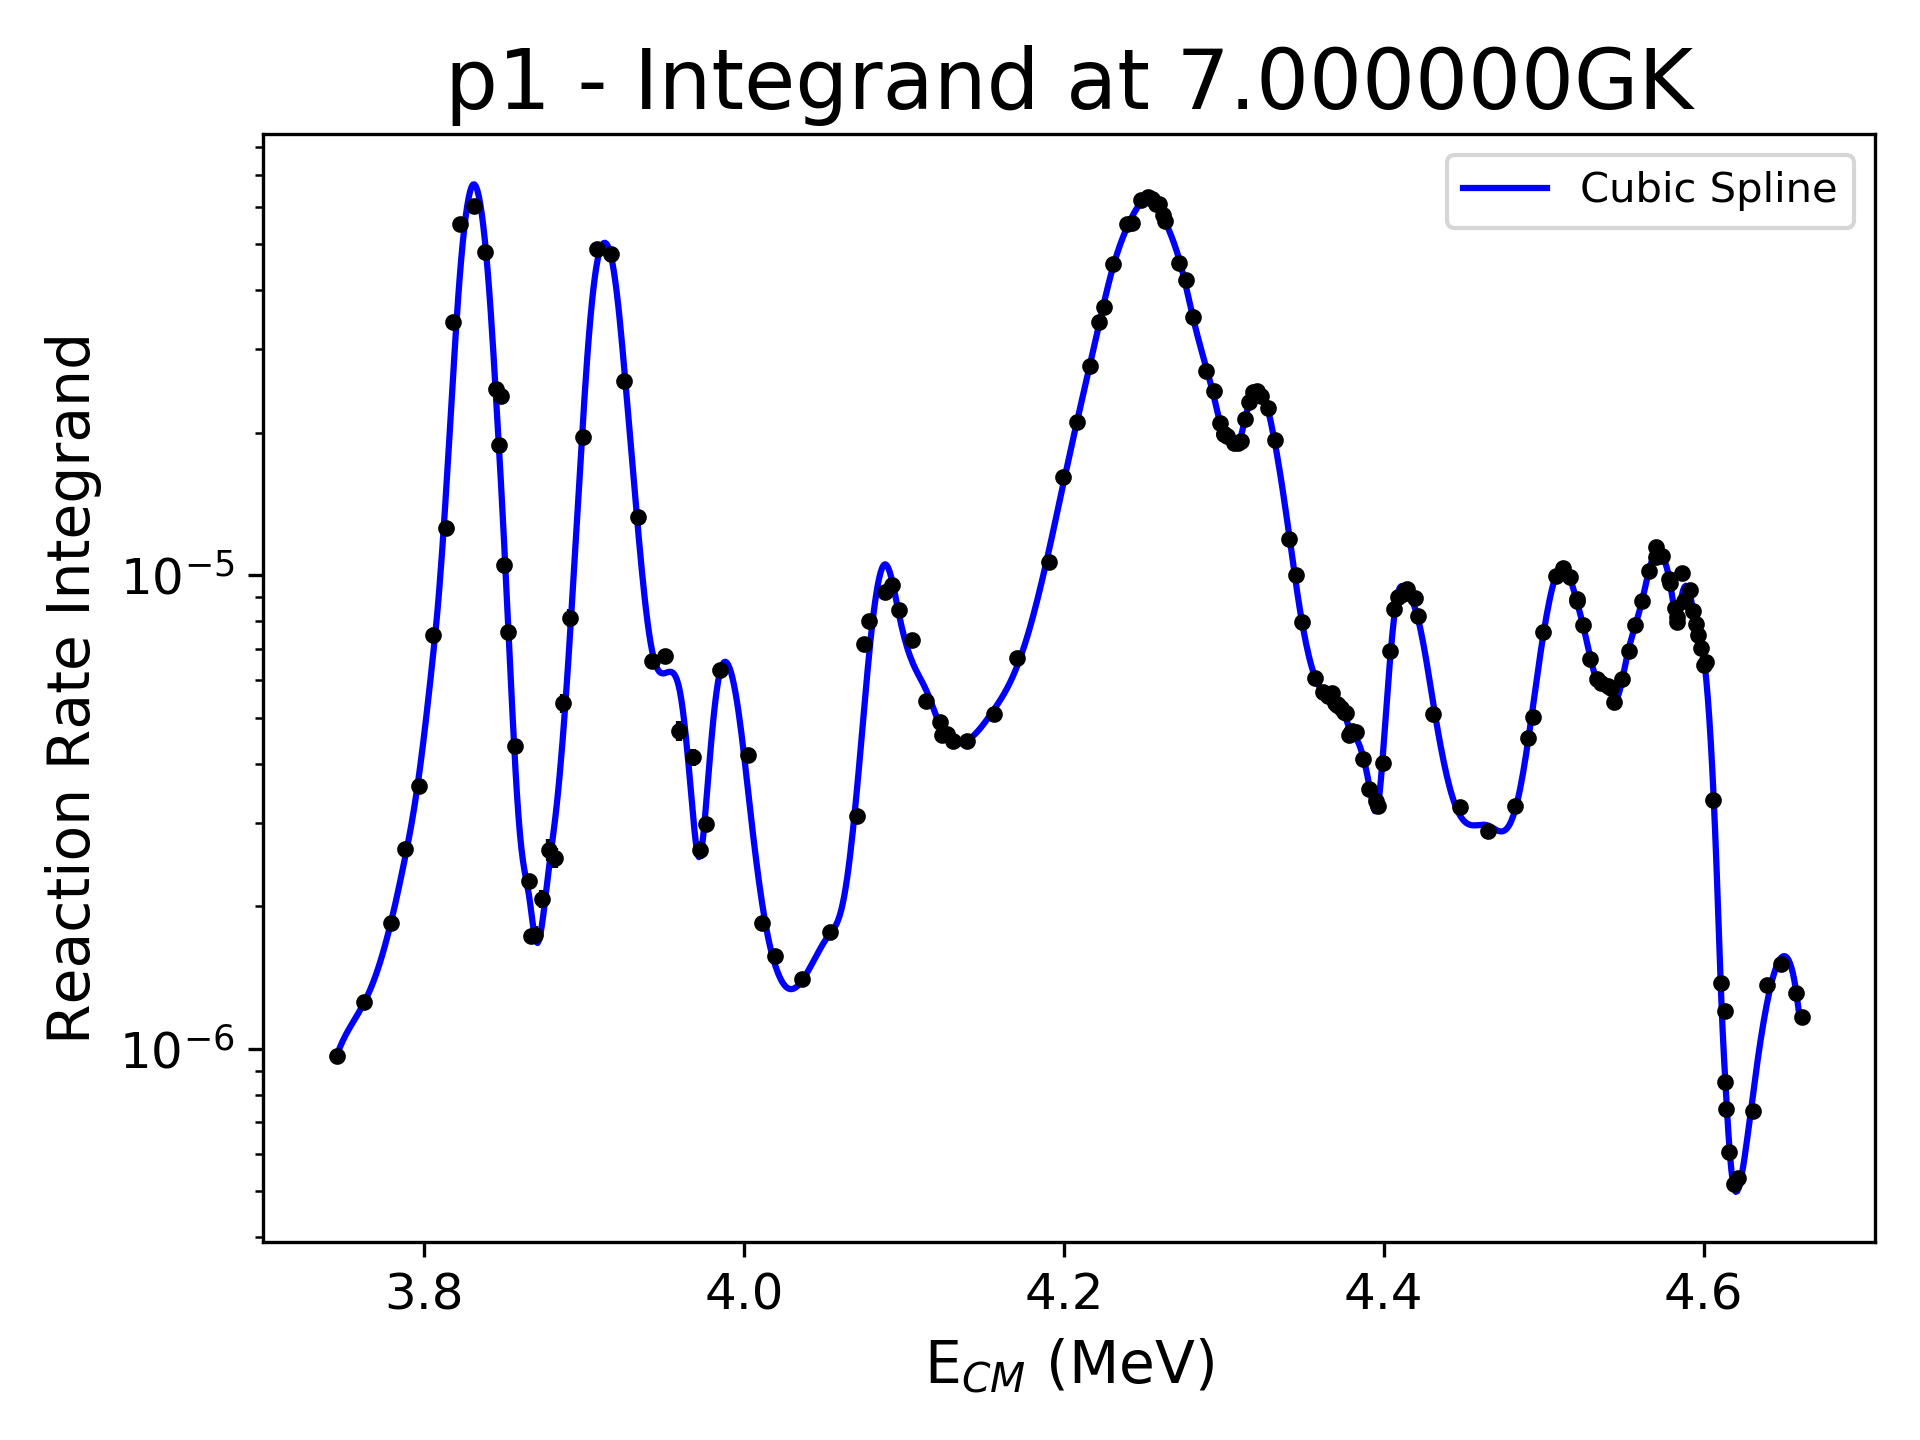 p1 - Integrand at 7.000000GK
Cubic Spline
Reaction Rate Integrand
10⁻⁵
10⁻⁶
3.8 4.0 4.2 4.4 4.6
E_CM (MeV)